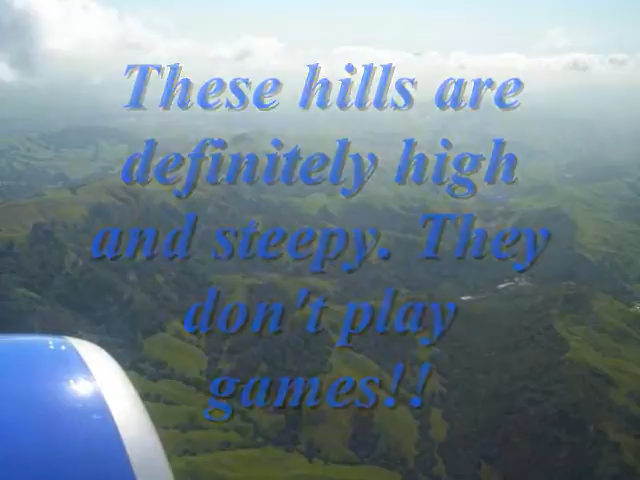 These hills are
definitely high
and steepy. They
don't play
games!!